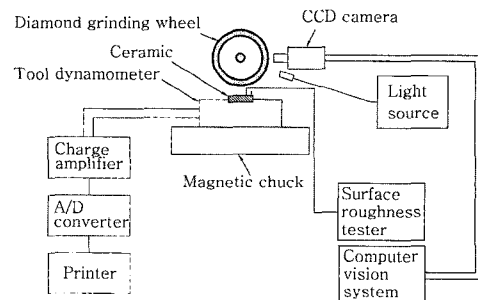 Diamond grinding wheel
CCD camera
Ceramic
Tool dynamometer
Light
source
Charge
amplifier
Magnetic chuck
A/D
converter
Surface
roughness
tester
Printer
Computer
vision
system